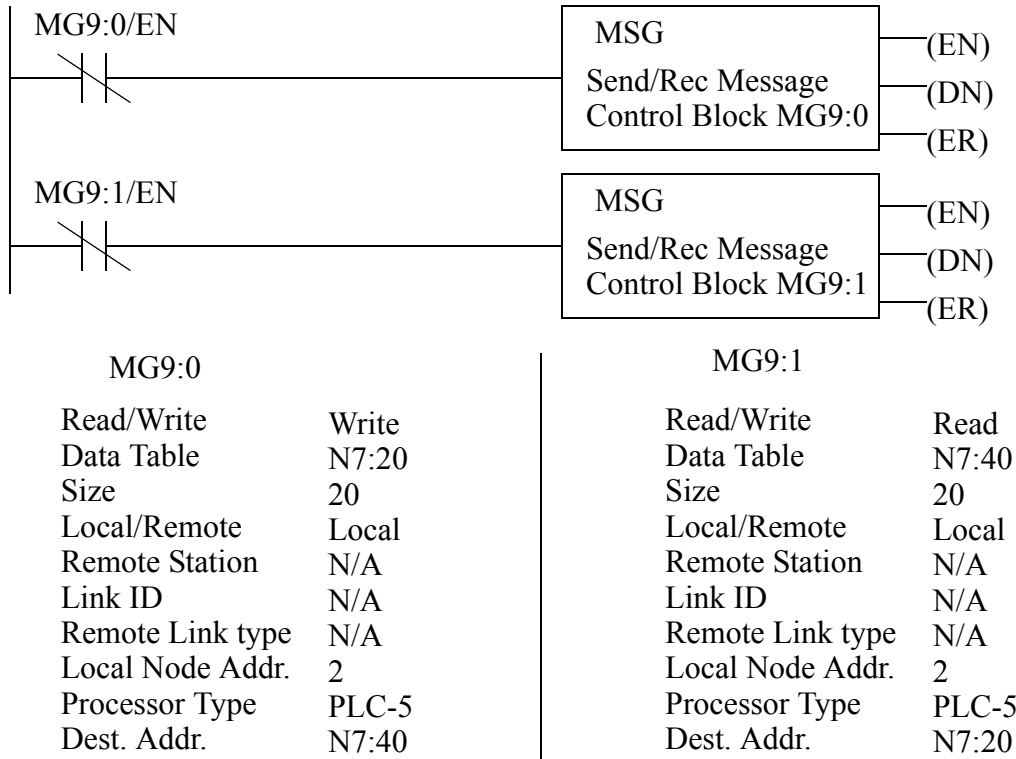 MG9:0/EN
MSG
Send/Rec Message
Control Block MG9:0
(EN)
(DN)
(ER)
MG9:1/EN
MSG
Send/Rec Message
Control Block MG9:1
(EN)
(DN)
(ER)
MG9:0
Read/Write Write
Data Table N7:20
Size 20
Local/Remote Local
Remote Station N/A
Link ID N/A
Remote Link type N/A
Local Node Addr. 2
Processor Type PLC-5
Dest. Addr. N7:40
MG9:1
Read/Write Read
Data Table N7:40
Size 20
Local/Remote Local
Remote Station N/A
Link ID N/A
Remote Link type N/A
Local Node Addr. 2
Processor Type PLC-5
Dest. Addr. N7:20